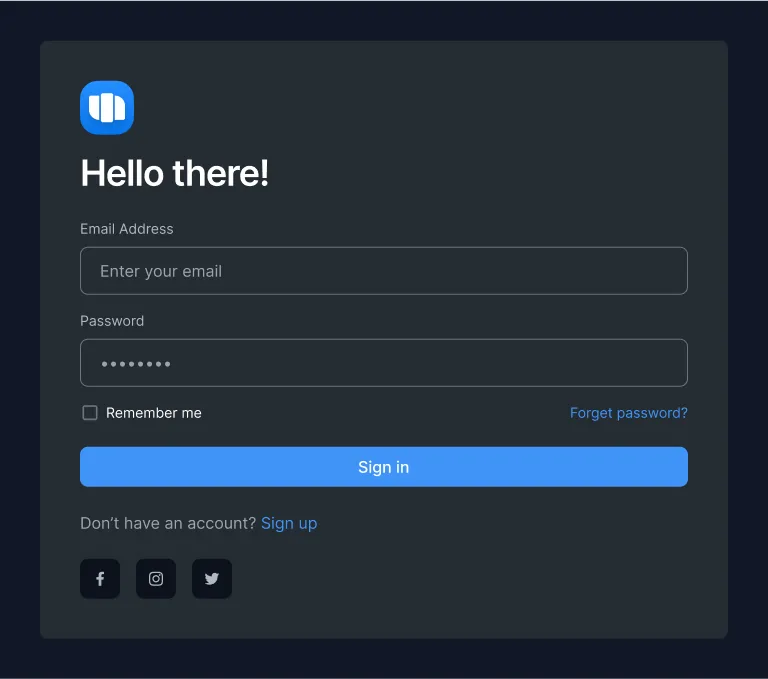 Hello there!
Email Address
Enter your email
Password
Remember me
Forget password?
Sign in
Don’t have an account? Sign up